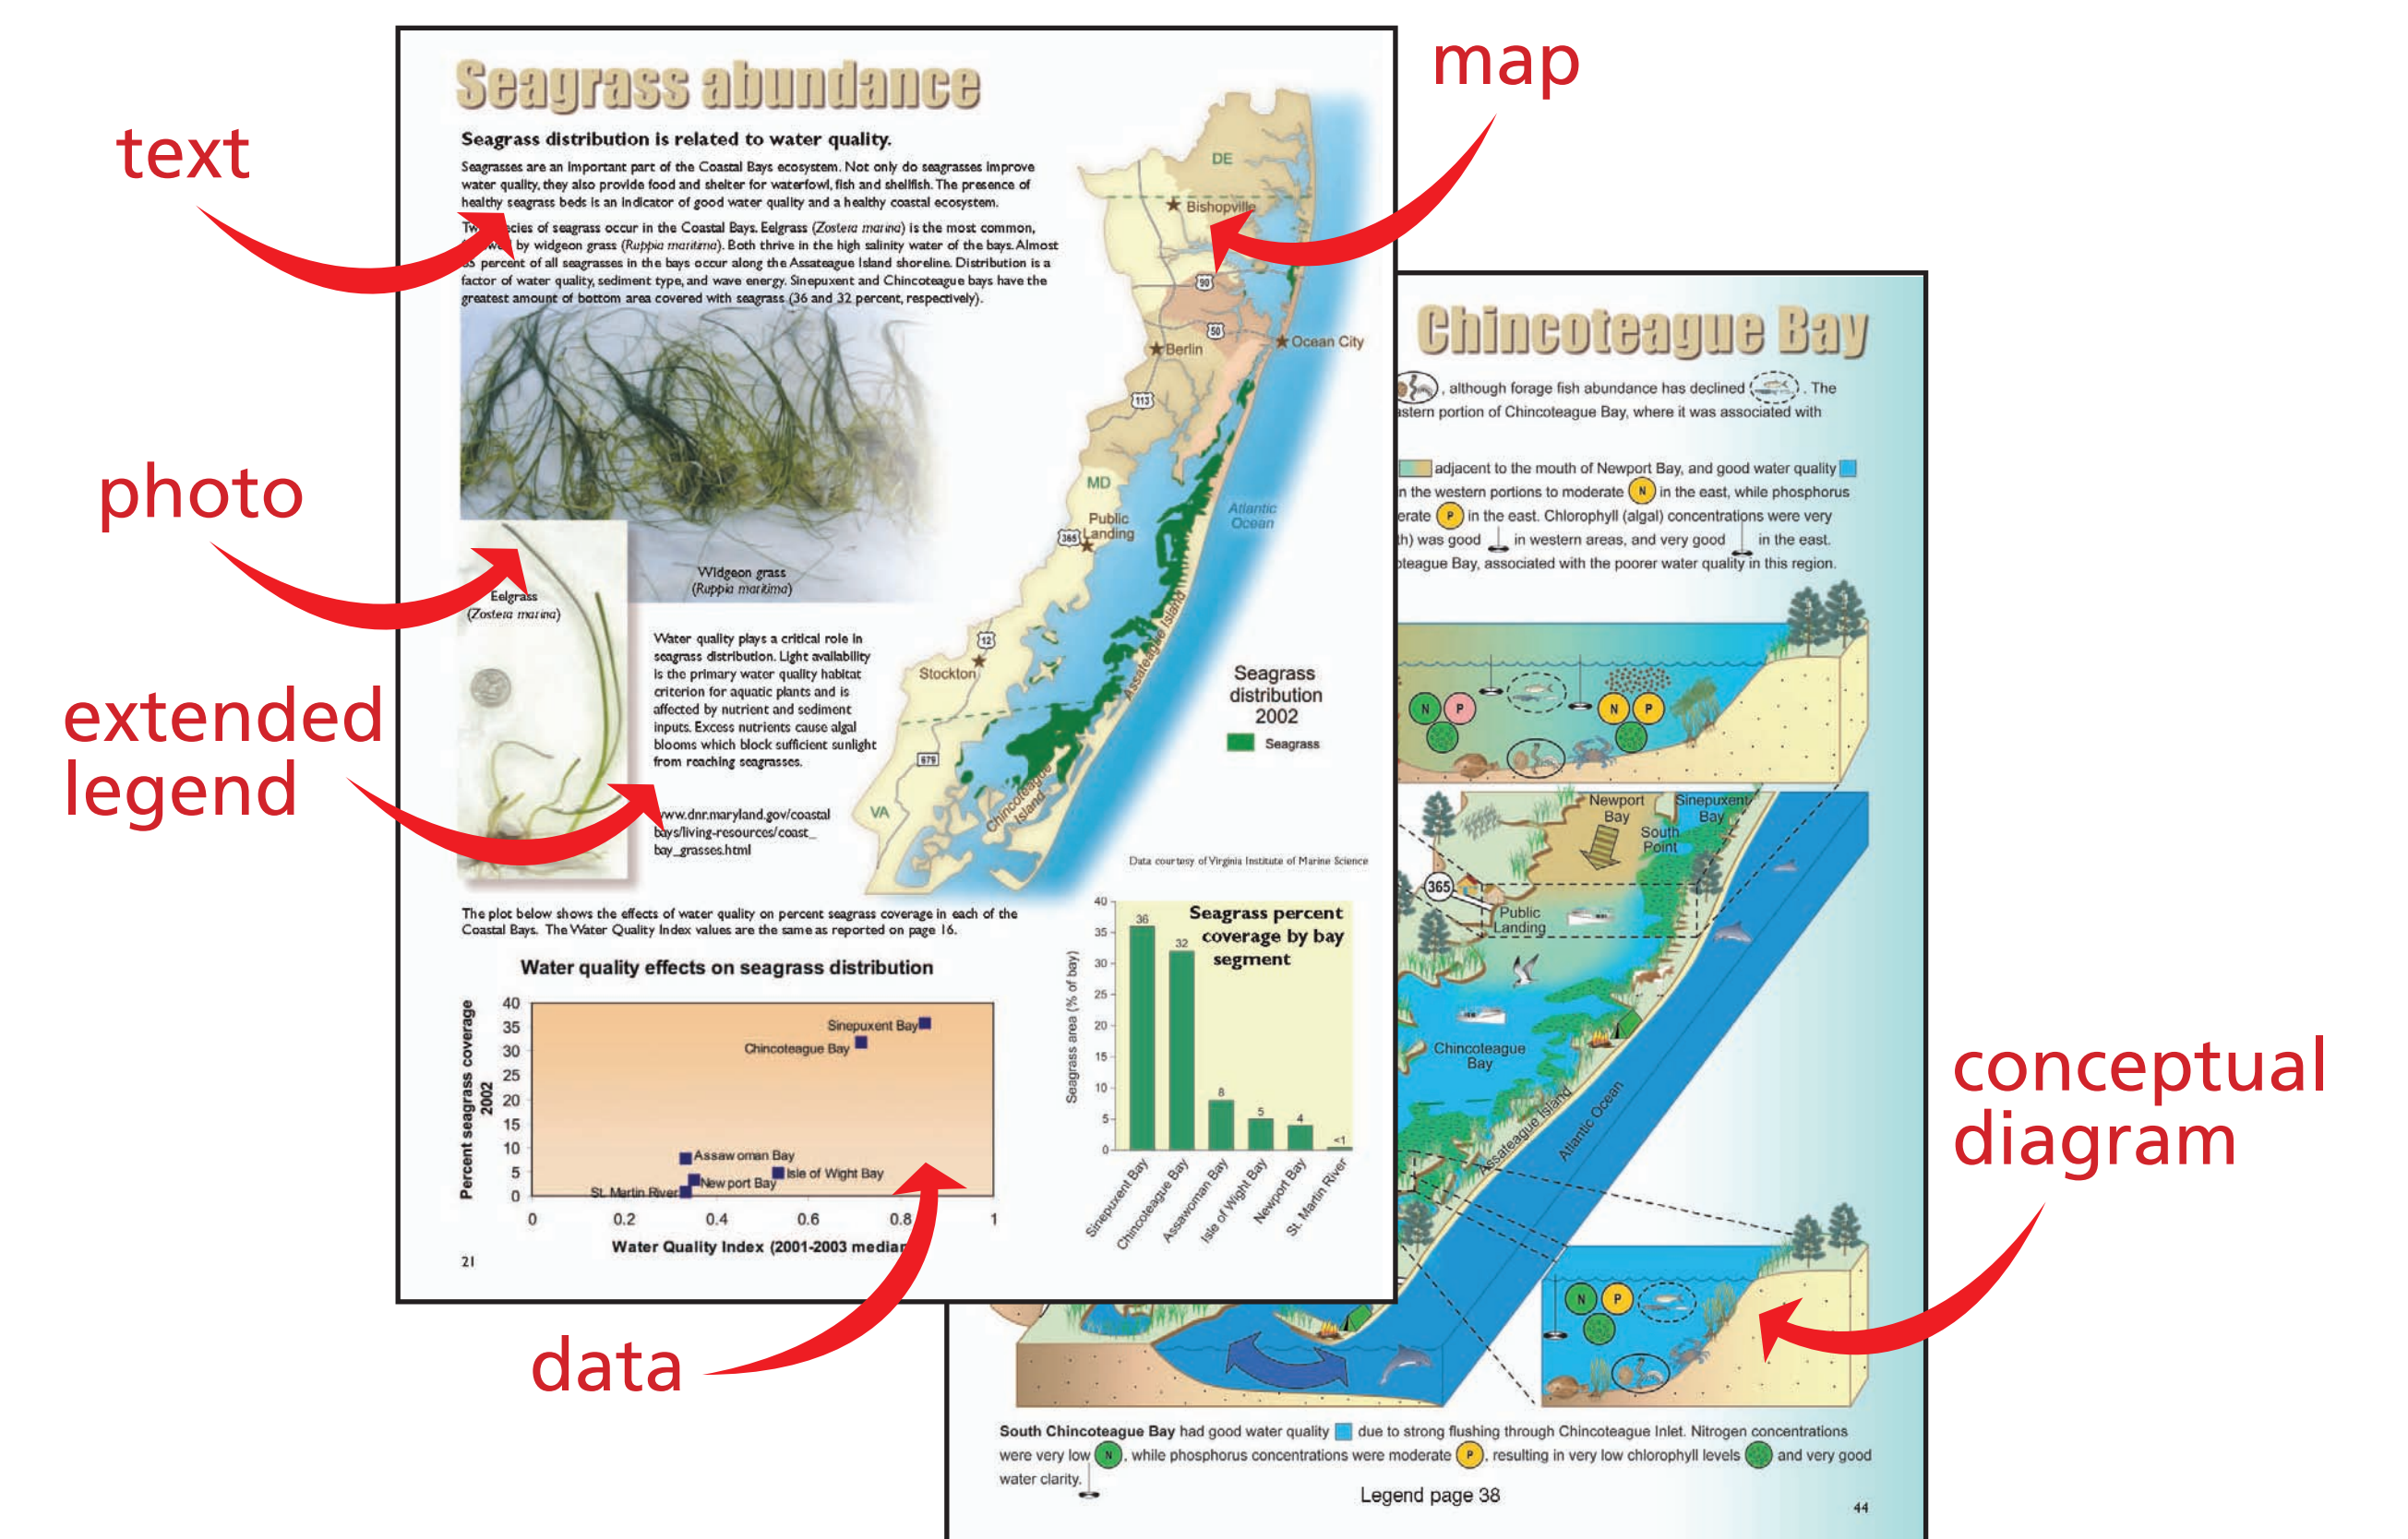 text
photo
extended
legend
data
map
conceptual
diagram
Seagrass abundance
Seagrass distribution is related to water quality.
Seagrasses are an important part of the Coastal Bays ecosystem. Not only do seagrasses improve
water quality, they also provide food and shelter for waterfowl, fish and shellfish. The presence of
healthy seagrass beds is an indicator of good water quality and a healthy coastal ecosystem.
of seagrass occur in the Coastal Bays. Eelgrass (Zostera marina) is the most common,
by widgeon grass (Ruppia maritima). Both thrive in the high salinity water of the bays. Almost
percent of all seagrasses in the bays occur along the Assateague Island shoreline. Distribution is a
factor of water quality, sediment type, and wave energy. Sinepuxent and Chincoteague bays have the
greatest amount of bottom area covered with seagrass (36 and 32 percent, respectively).
Widgeon grass
(Ruppia maritima)
Eelgrass
(Zostera marina)
Water quality plays a critical role in
seagrass distribution. Light availability
is the primary water quality habitat
criterion for aquatic plants and is
affected by nutrient and sediment
inputs. Excess nutrients cause algal
blooms which block sufficient sunlight
from reaching seagrasses.
www.dnr.maryland.gov/coastal
bays/living-resources/coast_
bay_grasses.html
DE
Bishopville
90
50
Ocean City
Berlin
113
MD
Public
Landing
365
Atlantic
Ocean
12
Stockton
Assateague Island
679
VA
Chincoteague
Island
Seagrass
distribution
2002
Seagrass
Data courtesy of Virginia Institute of Marine Science
The plot below shows the effects of water quality on percent seagrass coverage in each of the
Coastal Bays. The Water Quality Index values are the same as reported on page 16.
Water quality effects on seagrass distribution
Percent seagrass coverage
2002
40
35
30
25
20
15
10
5
0
Sinepuxent Bay
Chincoteague Bay
Assawoman Bay
Isle of Wight Bay
Newport Bay
St. Martin River
0 0.2 0.4 0.6 0.8 1
Water Quality Index (2001-2003 median
21
Seagrass percent
coverage by bay
segment
Seagrass area (% of bay)
40
35
30
25
20
15
10
5
0
36
32
8
5
4
<1
Sinepuxent Bay
Chincoteague Bay
Assawoman Bay
Isle of Wight Bay
Newport Bay
St. Martin River
Chincoteague Bay
, although forage fish abundance has declined . The
astern portion of Chincoteague Bay, where it was associated with
adjacent to the mouth of Newport Bay, and good water quality
n the western portions to moderate N in the east, while phosphorus
erate P in the east. Chlorophyll (algal) concentrations were very
th) was good in western areas, and very good in the east.
oteague Bay, associated with the poorer water quality in this region.
N P
N P
Newport
Bay
Sinepuxent
Bay
South
Point
365
Public
Landing
Chincoteague
Bay
Assateague Island
Atlantic Ocean
N P
South Chincoteague Bay had good water quality due to strong flushing through Chincoteague Inlet. Nitrogen concentrations
were very low N , while phosphorus concentrations were moderate P , resulting in very low chlorophyll levels and very good
water clarity.
Legend page 38
44